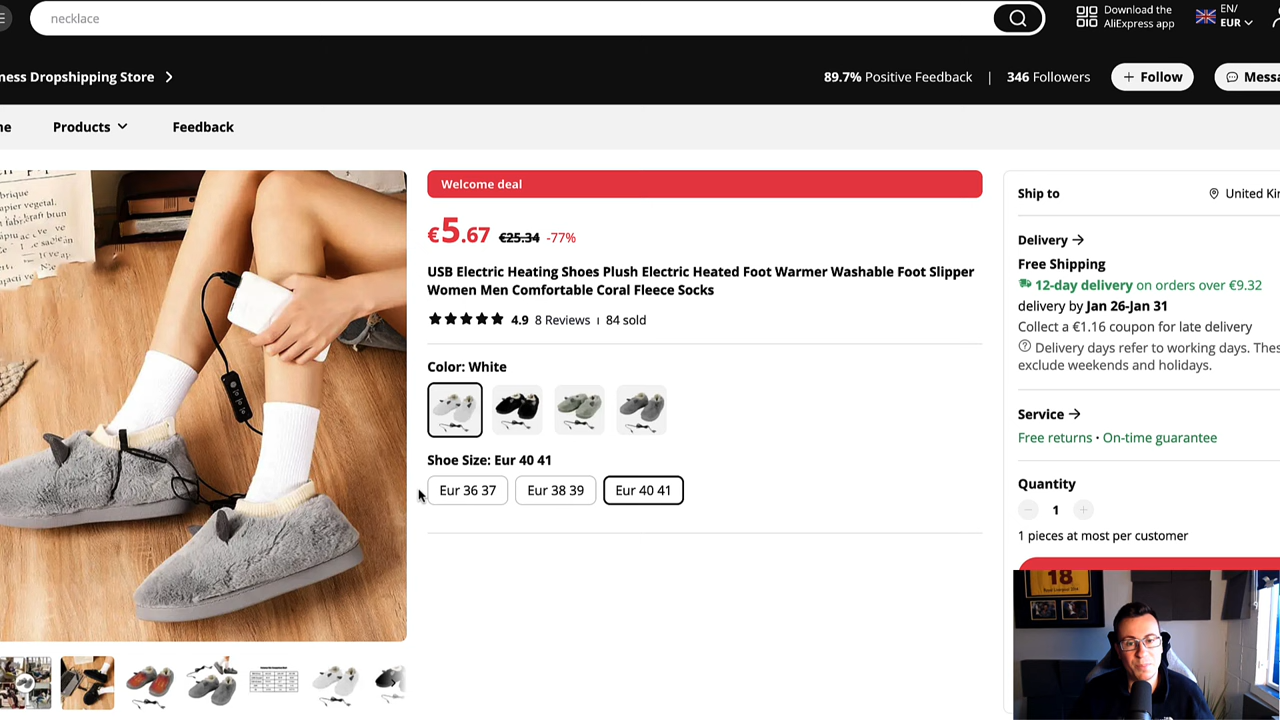 necklace
Download the
AliExpress app
EN/
EUR
ness Dropshipping Store
89.7% Positive Feedback | 346 Followers
+ Follow
Messa
ne
Products
Feedback
Welcome deal
€5.67 €25.34 -77%
USB Electric Heating Shoes Plush Electric Heated Foot Warmer Washable Foot Slipper
Women Men Comfortable Coral Fleece Socks
4.9 8 Reviews 84 sold
Color: White
Shoe Size: Eur 40 41
Eur 36 37
Eur 38 39
Eur 40 41
Ship to
United Kin
Delivery
Free Shipping
12-day delivery on orders over €9.32
delivery by Jan 26-Jan 31
Collect a €1.16 coupon for late delivery
Delivery days refer to working days. Thes
exclude weekends and holidays.
Service
Free returns • On-time guarantee
Quantity
− 1 +
1 pieces at most per customer
18